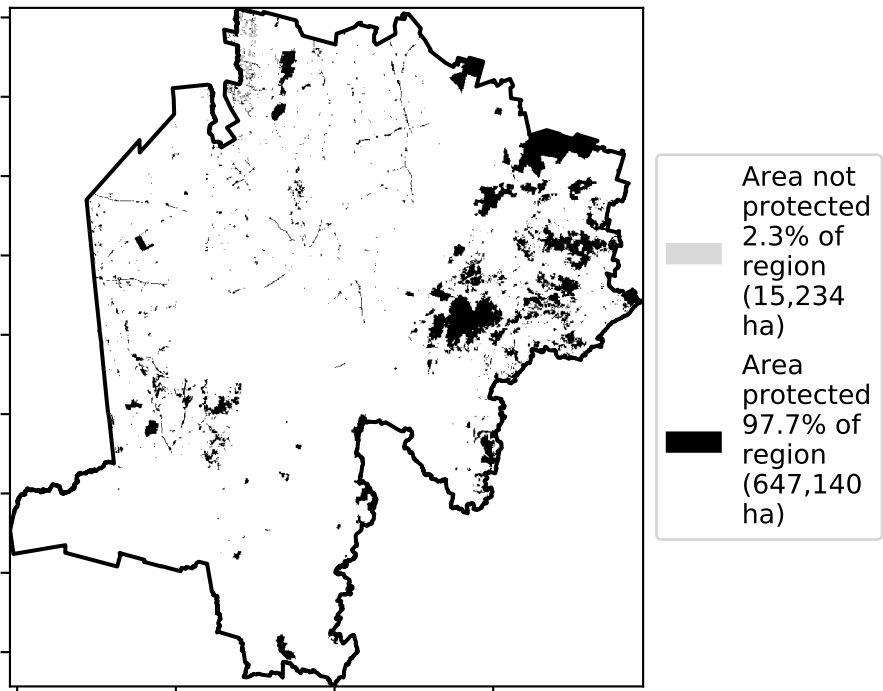 Area not
protected
2.3% of
region
(15,234
ha)
Area
protected
97.7% of
region
(647,140
ha)